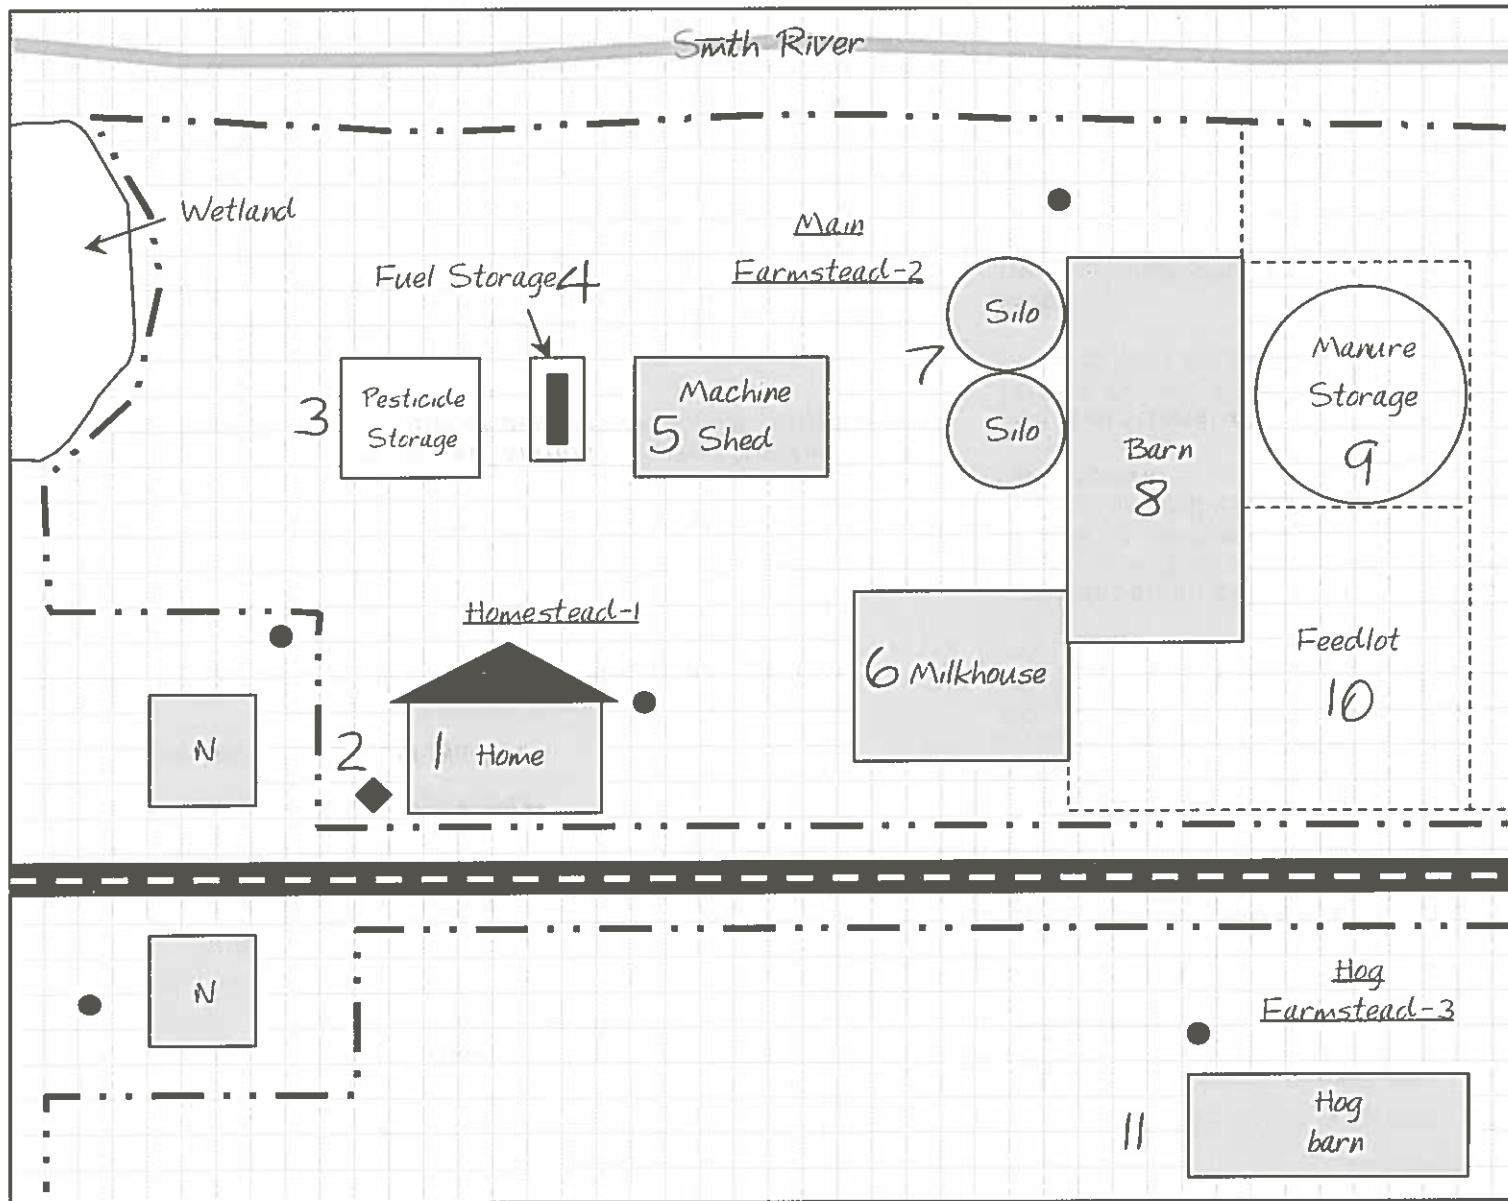 Smth River
Wetland
Main
Farmstead-2
Fuel Storage 4
Silo
Manure
Storage
9
7
3
Pesticide
Storage
Machine
5 Shed
Silo
Barn
8
Homestead-1
Feedlot
10
6 Milkhouse
N
2
1 Home
N
Hog
Farmstead-3
11
Hog
barn